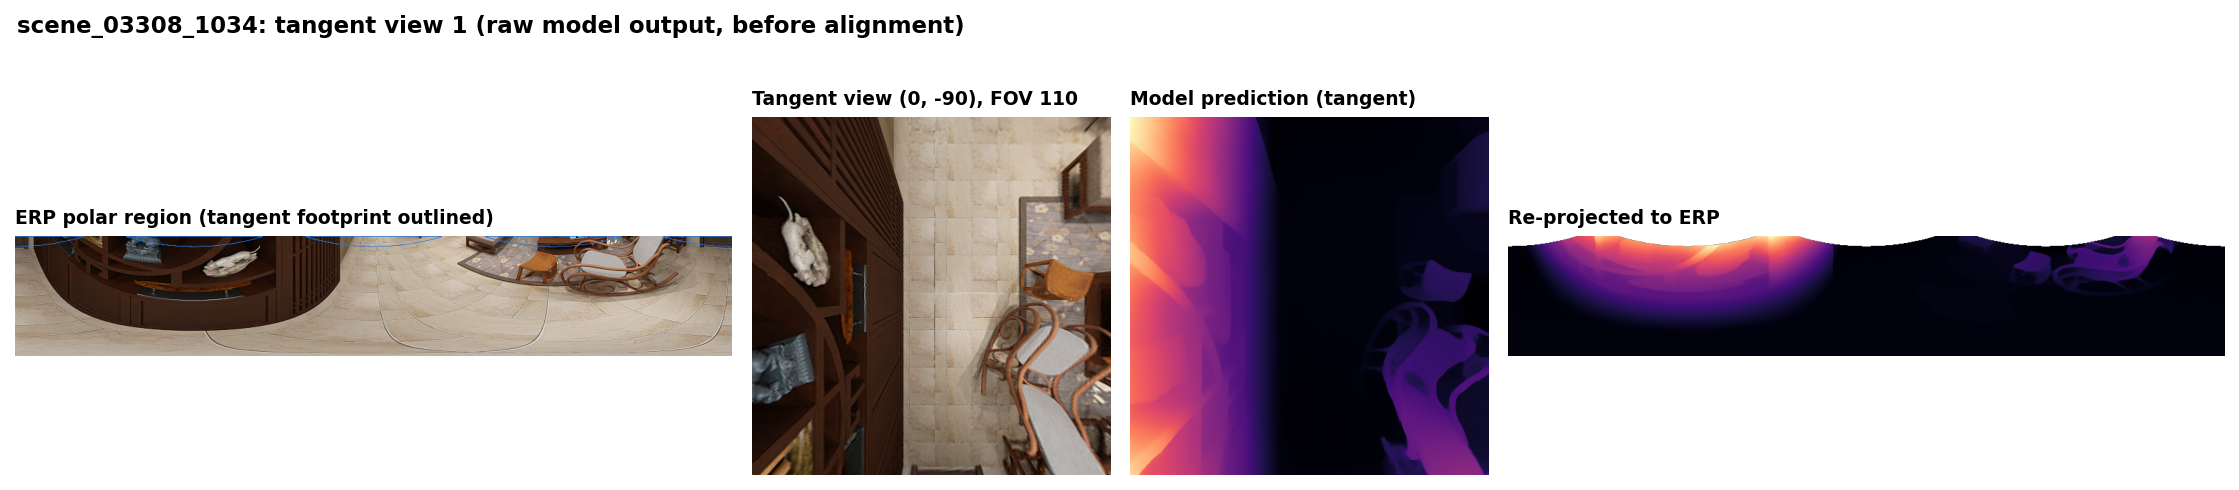 scene_03308_1034: tangent view 1 (raw model output, before alignment)
Tangent view (0, -90), FOV 110
Model prediction (tangent)
ERP polar region (tangent footprint outlined)
Re-projected to ERP